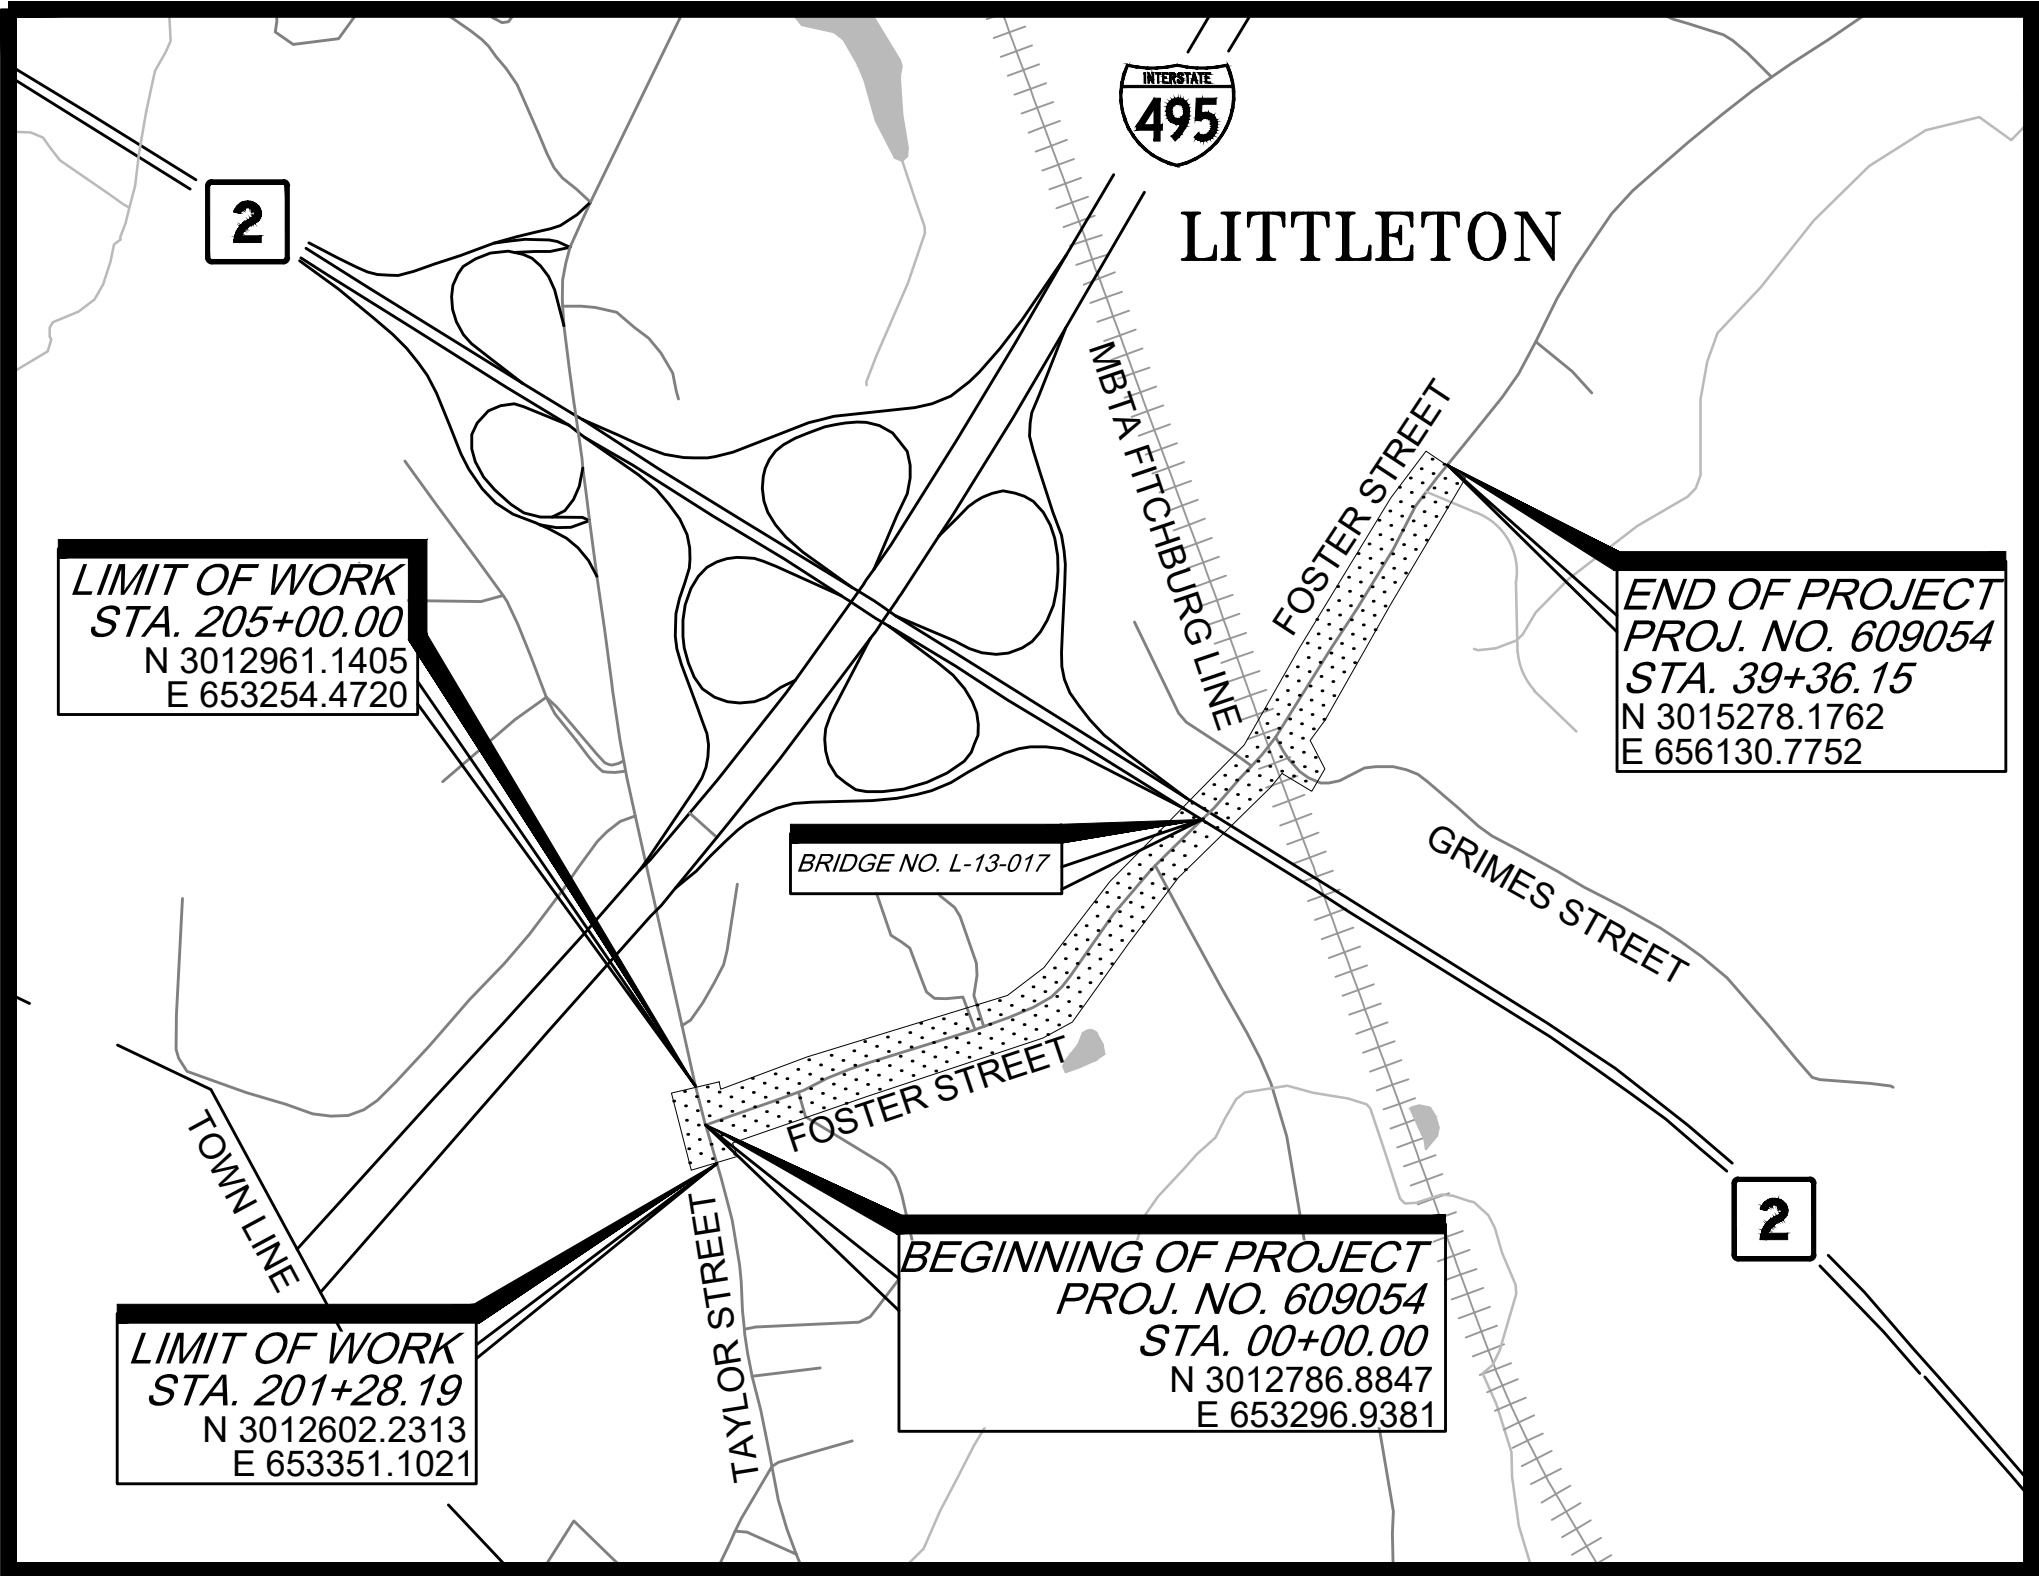 INTERSTATE
495
2
LITTLETON
MBTA FITCHBURG LINE
FOSTER STREET
LIMIT OF WORK
STA. 205+00.00
N 3012961.1405
E 653254.4720
END OF PROJECT
PROJ. NO. 609054
STA. 39+36.15
N 3015278.1762
E 656130.7752
BRIDGE NO. L-13-017
GRIMES STREET
FOSTER STREET
TOWN LINE
TAYLOR STREET
2
BEGINNING OF PROJECT
PROJ. NO. 609054
STA. 00+00.00
N 3012786.8847
E 653296.9381
LIMIT OF WORK
STA. 201+28.19
N 3012602.2313
E 653351.1021